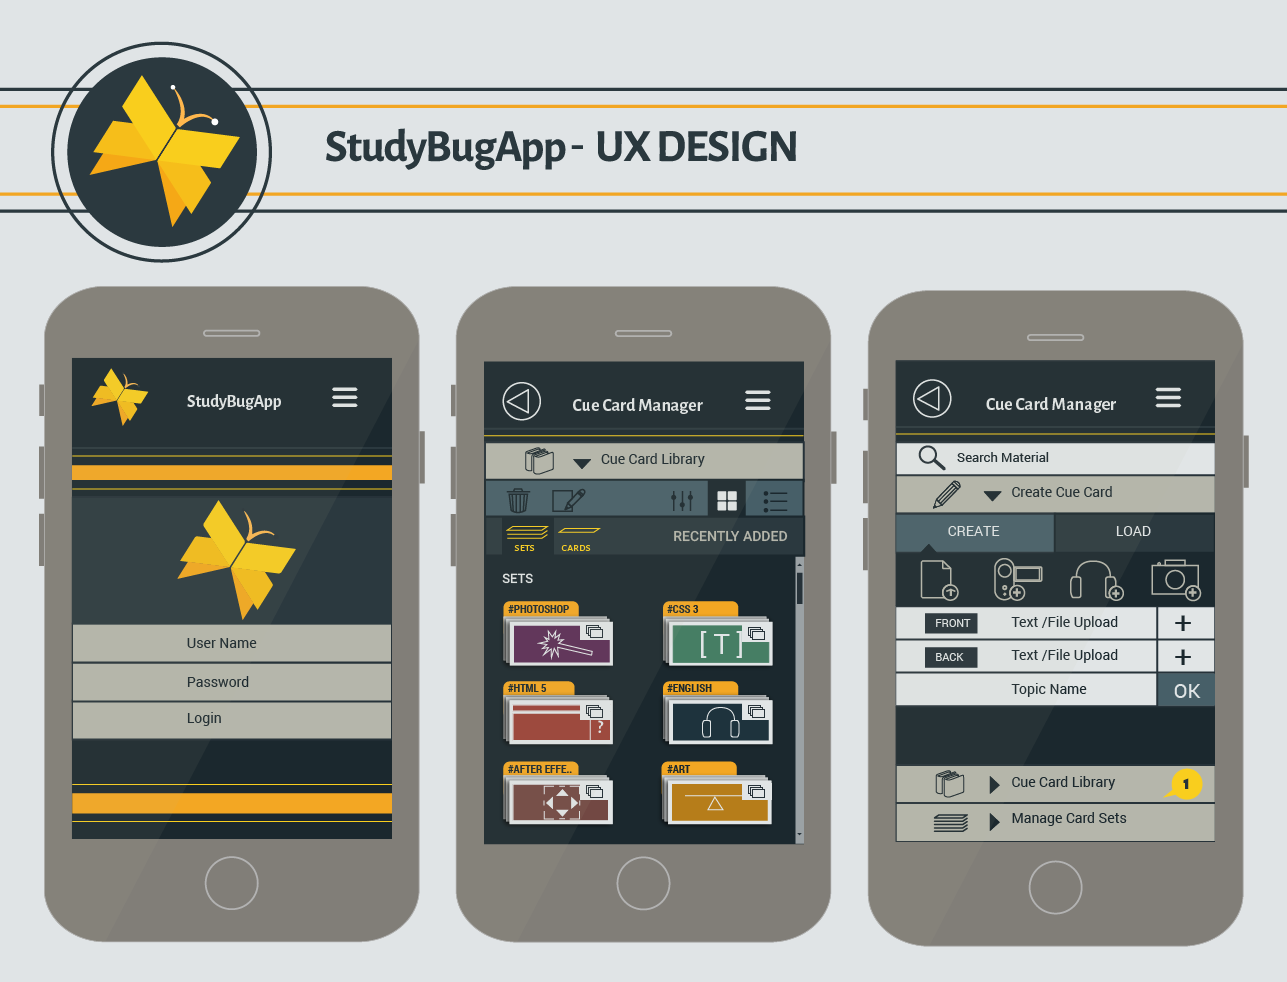 StudyBugApp - UX DESIGN
StudyBugApp
User Name
Password
Login
Cue Card Manager
Cue Card Library
SETS
CARDS
RECENTLY ADDED
SETS
#PHOTOSHOP
#CSS 3
[T]
#HTML 5
?
#ENGLISH
#AFTER EFFE..
#ART
Cue Card Manager
Search Material
Create Cue Card
CREATE
LOAD
FRONT
Text /File Upload
+
BACK
Text /File Upload
+
Topic Name
OK
Cue Card Library
1
Manage Card Sets